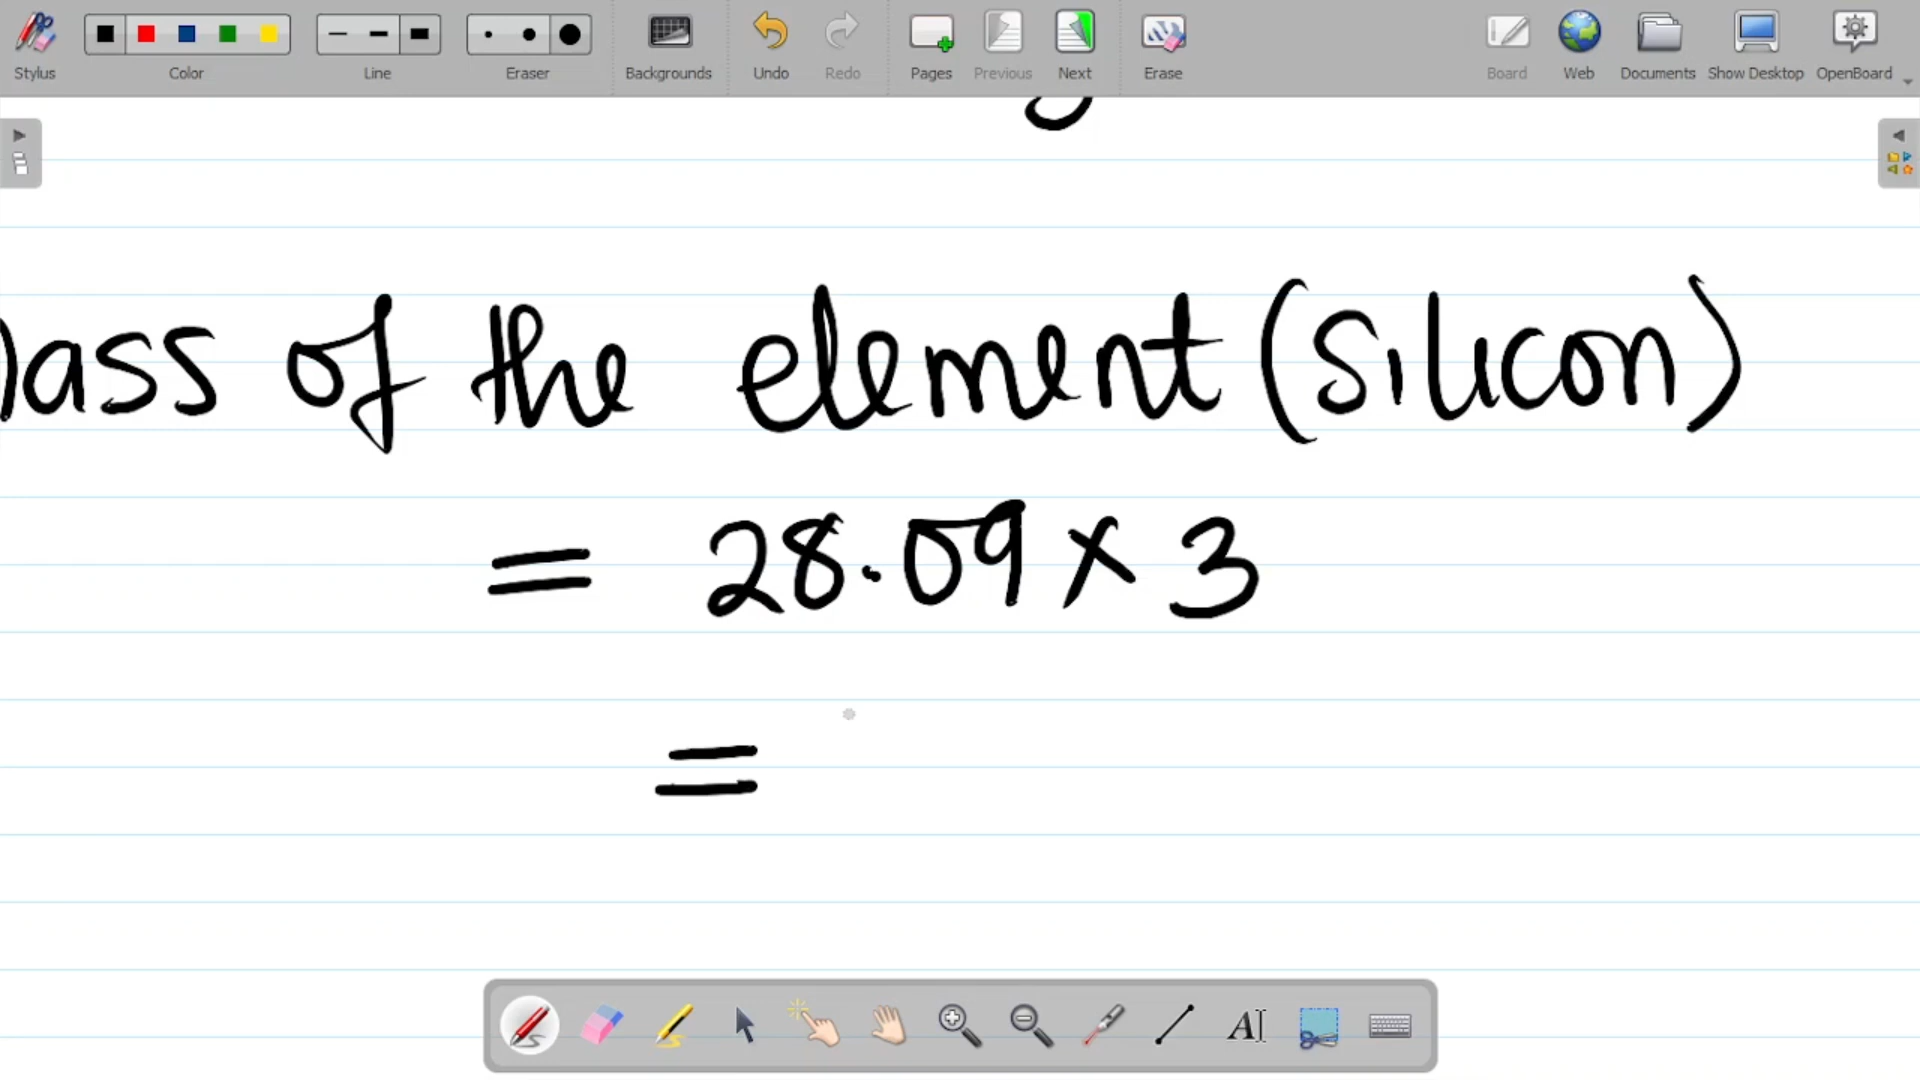 Stylus
Color
Line
Eraser
Backgrounds
Undo
Redo
Pages
Previous
Next
Erase
Board
Web
Documents
Show Desktop
OpenBoard
of the element (Silicon)
= 28.09 × 3
=